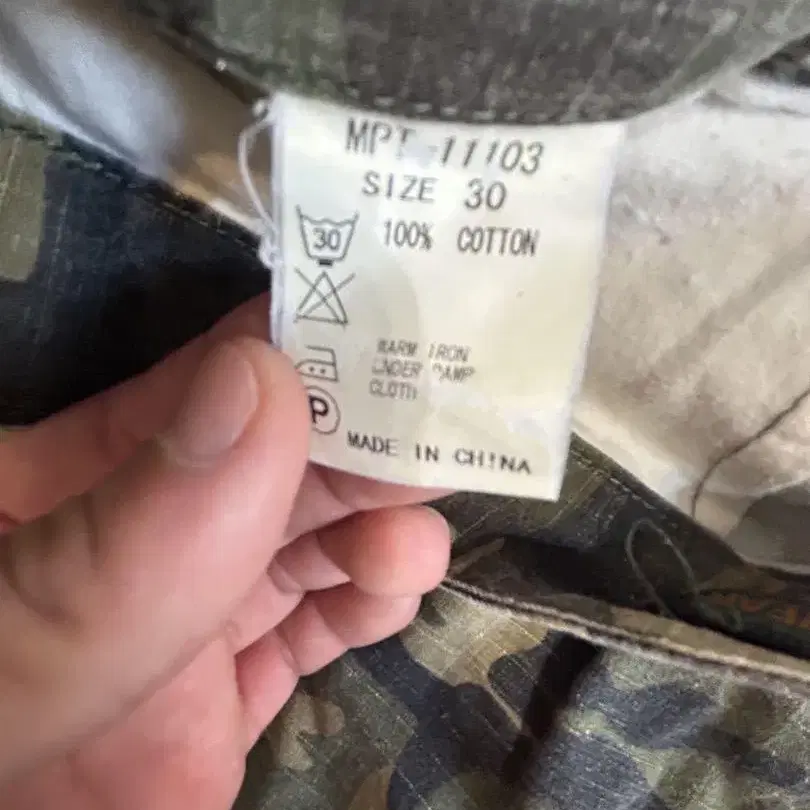 MPT-11103
SIZE 30
30 100% COTTON
WARM IRON
UNDER DAMP
CLOTH
P
MADE IN CHINA